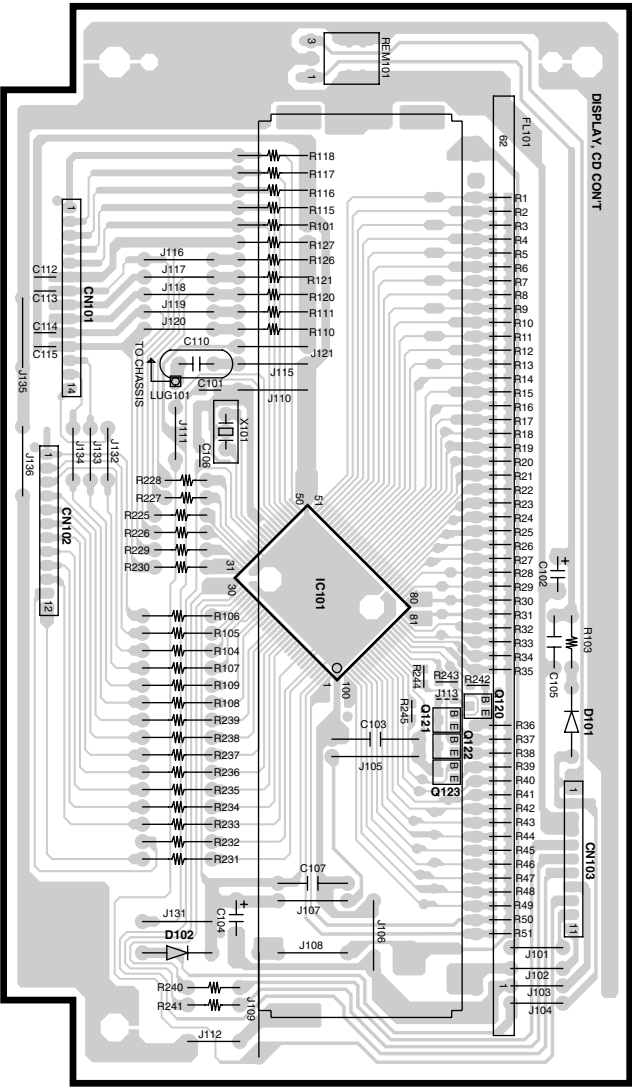 DISPLAY, CD CON'T
REM101
3
1
FL101
62
R118
R117
R116
R115
R101
R127
R126
R121
R120
R111
R110
J121
J115
J110
R1
R2
R3
R4
R5
R6
R7
R8
R9
R10
R11
R12
R13
R14
R15
R16
R17
R18
R19
R20
R21
R22
R23
R24
R25
R26
R27
R28
R29
R30
R31
R32
R33
R34
R35
R36
R37
R38
R39
R40
R41
R42
R43
R44
R45
R46
R47
R48
R49
R50
R51
1
CN101
1
14
C112
C113
C114
C115
J116
J117
J118
J119
J120
C110
TO CHASSIS
LUG101
C101
X101
J111
C106
J135
J136
J134
J133
J132
CN102
1
12
R228
R227
R225
R226
R229
R230
50
51
31
30
IC101
80
81
1
100
+
C102
R103
C105
D101
R244
R243
R242
J113
R245
Q120
B
E
Q121
B
E
Q122
B
E
Q123
B
E
C103
J105
R106
R105
R104
R107
R109
R108
R239
R238
R237
R236
R235
R234
R233
R232
R231
CN103
1
11
C107
J107
J106
J131
+
C104
D102
J108
J101
J102
J103
J104
R240
R241
J109
J112